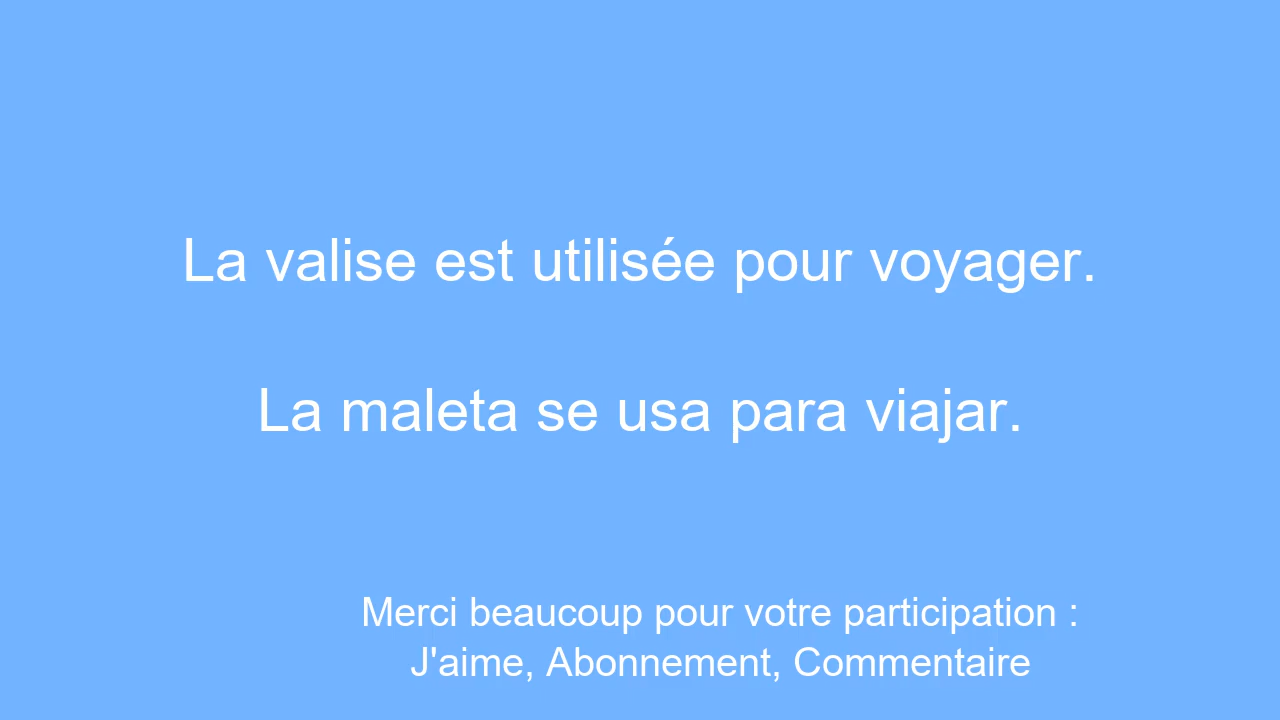 La valise est utilisée pour voyager.
La maleta se usa para viajar.
Merci beaucoup pour votre participation :
J'aime, Abonnement, Commentaire